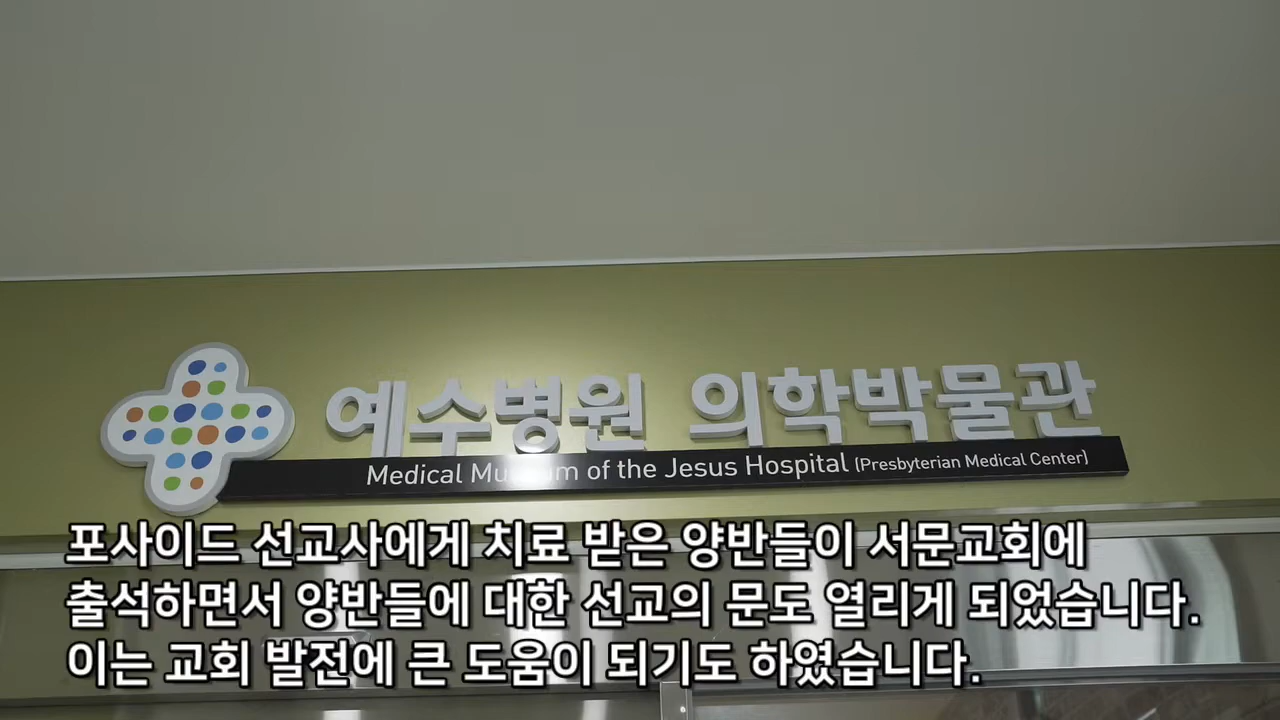 예수병원 의학박물관
Medical Museum of the Jesus Hospital (Presbyterian Medical Center)
포사이드 선교사에게 치료 받은 양반들이 서문교회에
출석하면서 양반들에 대한 선교의 문도 열리게 되었습니다.
이는 교회 발전에 큰 도움이 되기도 하였습니다.